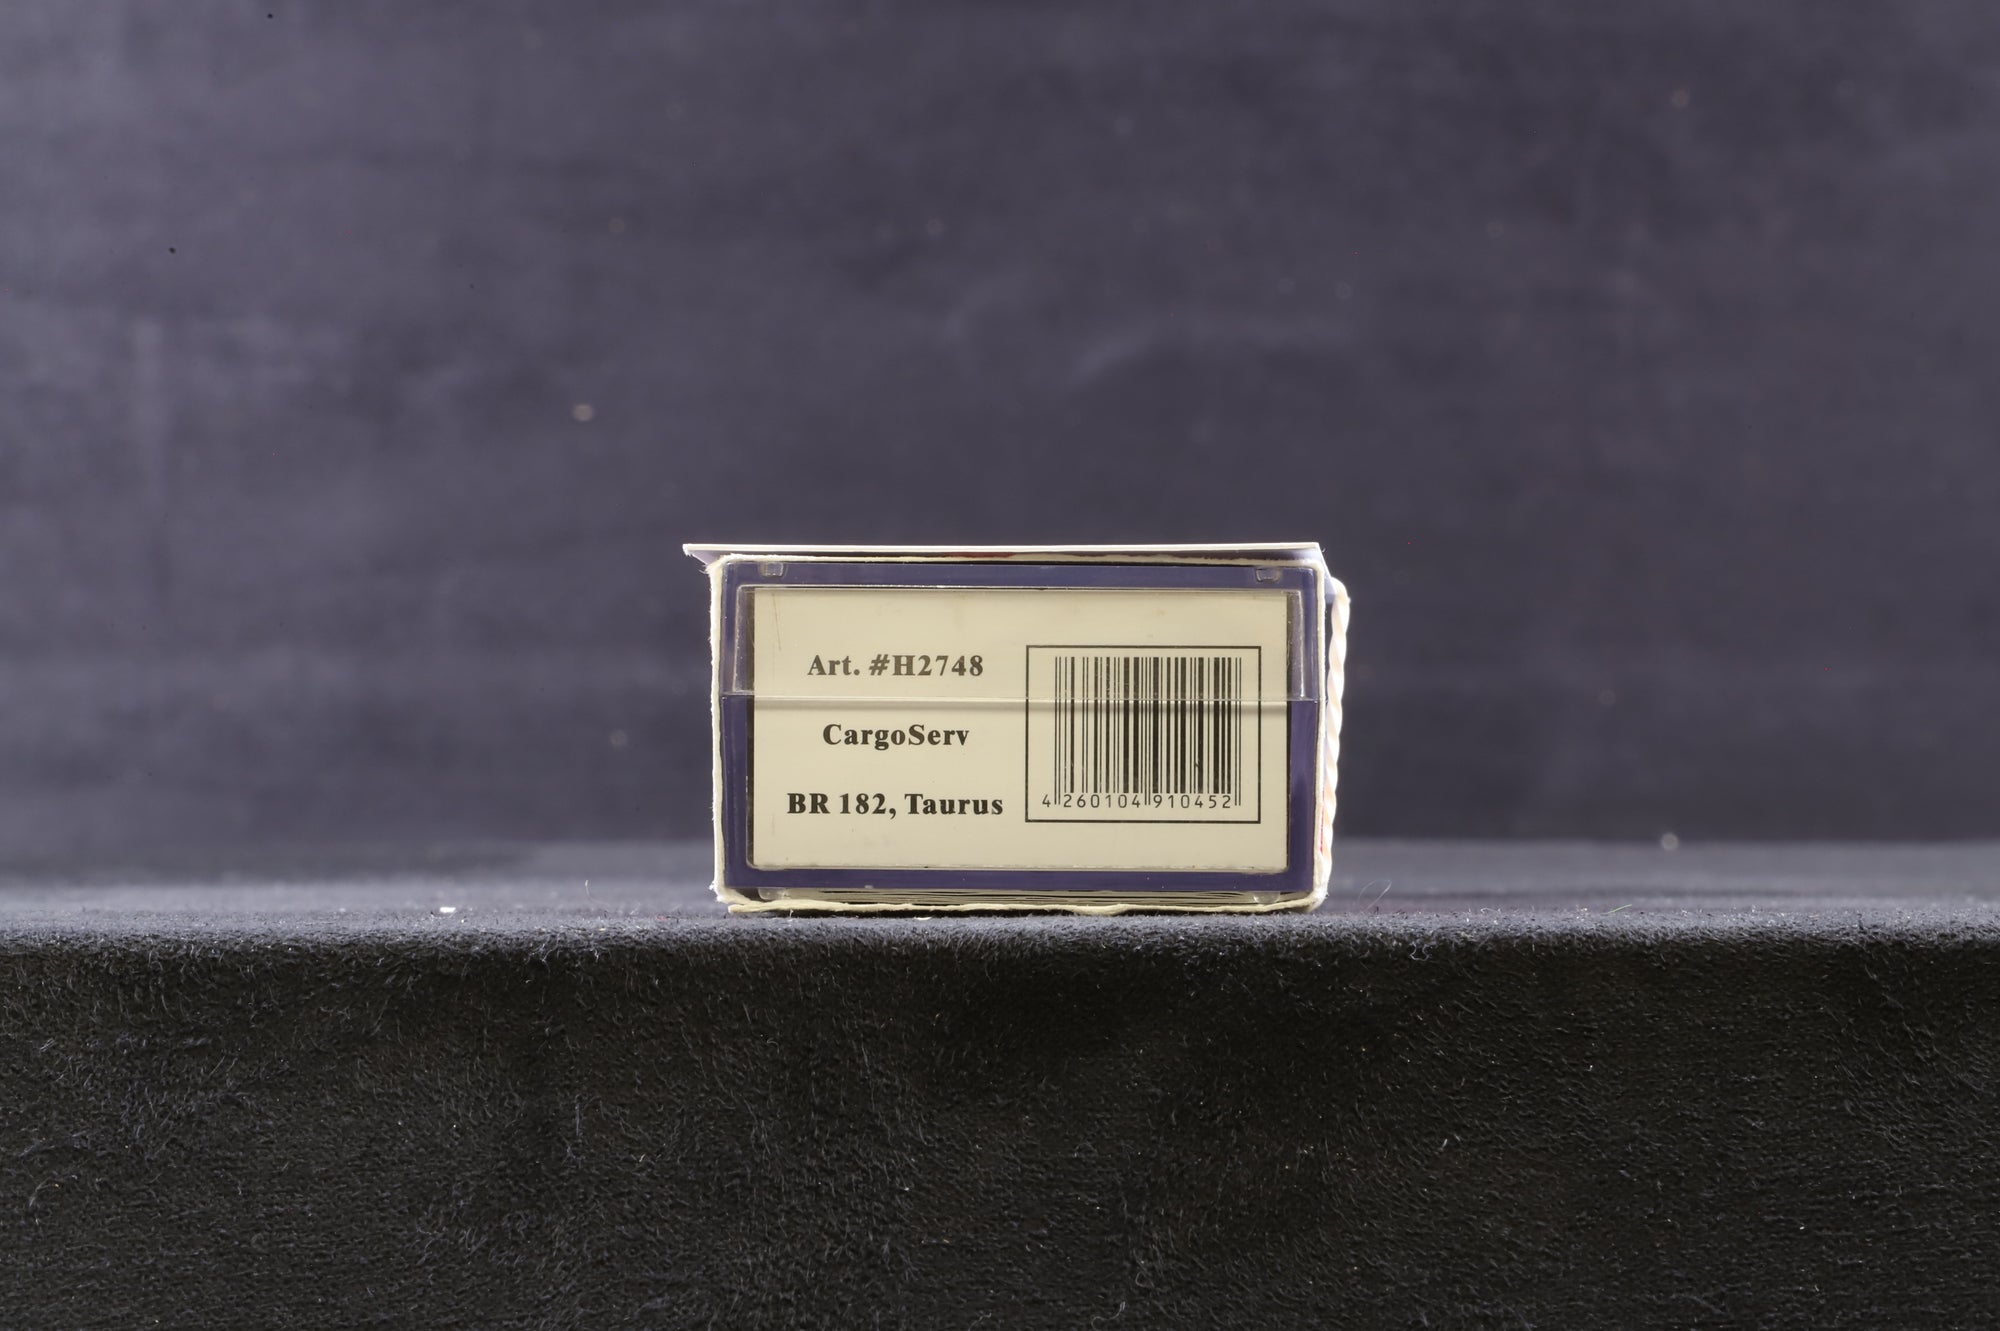 Art. #H2748
CargoServ
BR 182, Taurus
4 260104 910452